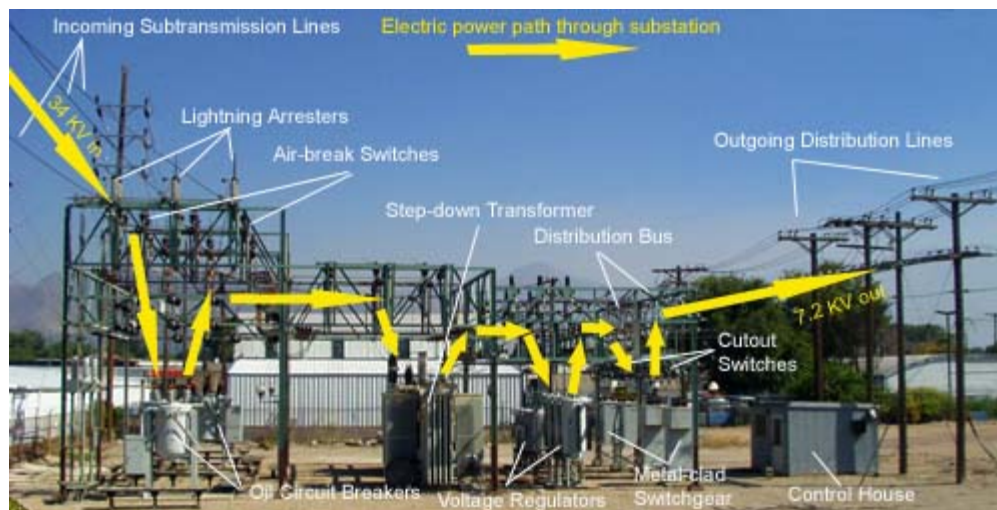 Incoming Subtransmission Lines
Electric power path through substation
34 KV in
Lightning Arresters
Air-break Switches
Outgoing Distribution Lines
Step-down Transformer
Distribution Bus
7.2 KV out
Cutout
Switches
Oil Circuit Breakers
Voltage Regulators
Metal-clad
Switchgear
Control House